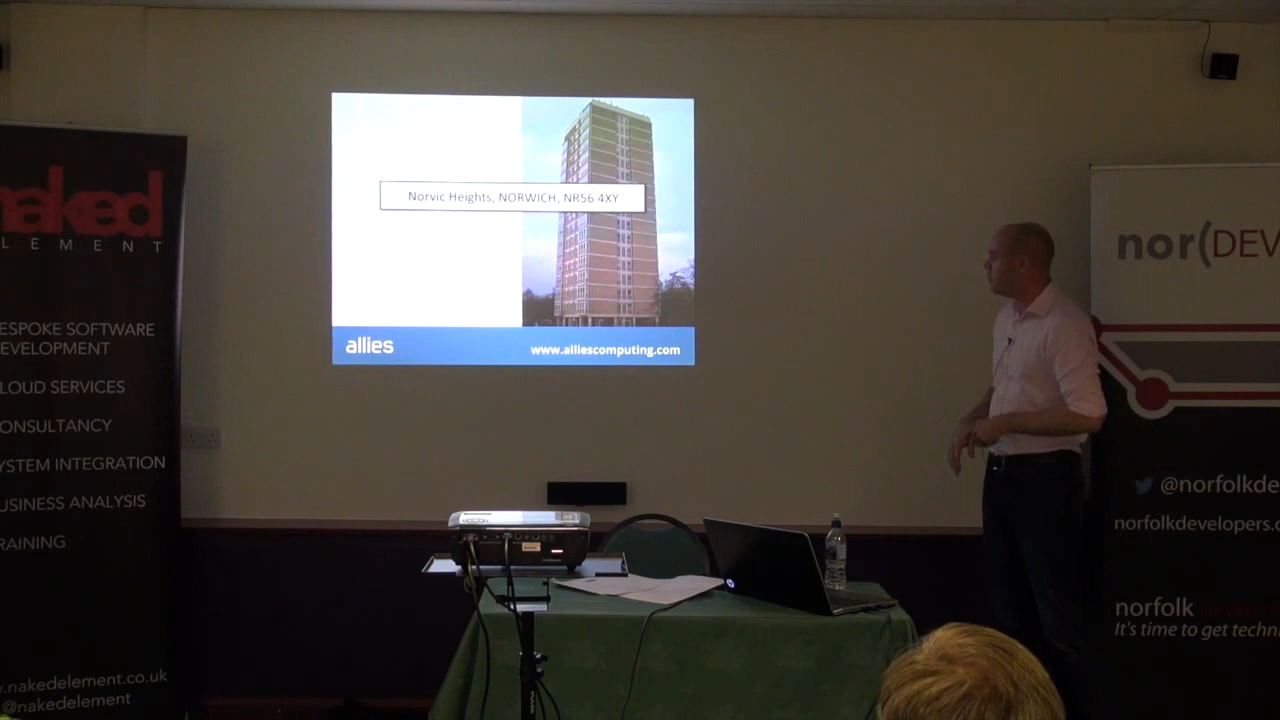 naked
LEMENT
ESPOKE SOFTWARE
EVELOPMENT
LOUD SERVICES
ONSULTANCY
YSTEM INTEGRATION
USINESS ANALYSIS
RAINING
.nakedelement.co.uk
@nakedelement
Norvic Heights, NORWICH, NR56 4XY
allies
www.alliescomputing.com
nor(DEV
@norfolkde
norfolkdevelopers.c
norfolk
It's time to get techn